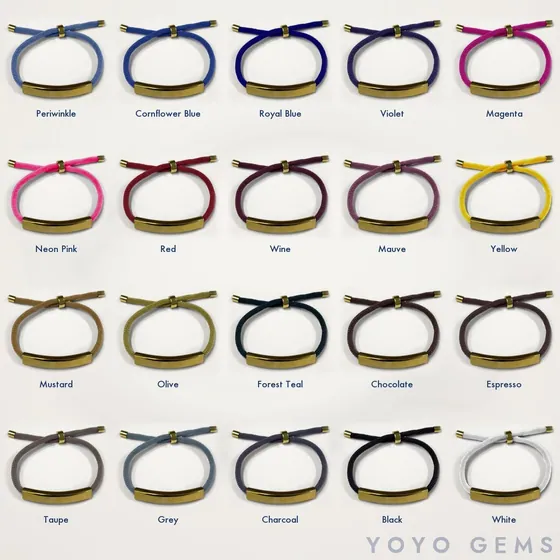 Periwinkle Cornflower Blue Royal Blue Violet Magenta
Neon Pink Red Wine Mauve Yellow
Mustard Olive Forest Teal Chocolate Espresso
Taupe Grey Charcoal Black White
YOYO GEMS